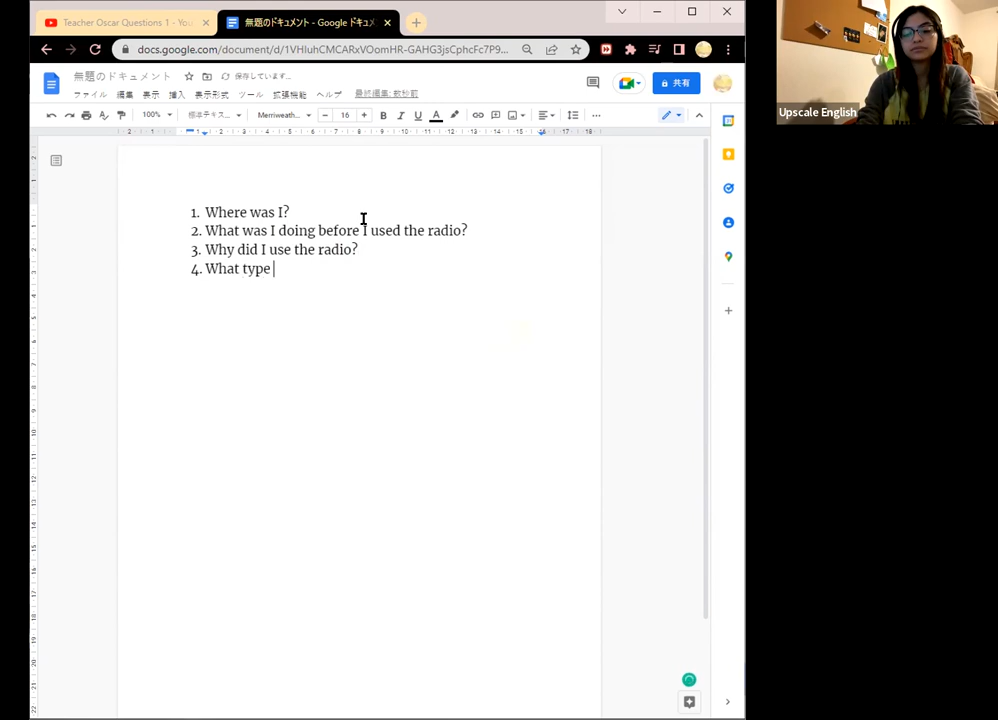 Teacher Oscar Questions 1 - You
無題のドキュメント - Google ドキュメ
docs.google.com/document/d/1VHIuhCMCARxVOomHR-GAHG3jsCphcFc7P9...
無題のドキュメント
保存しています...
ファイル 編集 表示 挿入 表示形式 ツール 拡張機能 ヘルプ 最終編集: 数秒前
共有
100% 標準テキス... Merriweath... 16 B I U A
1. Where was I?
2. What was I doing before I used the radio?
3. Why did I use the radio?
4. What type
Upscale English